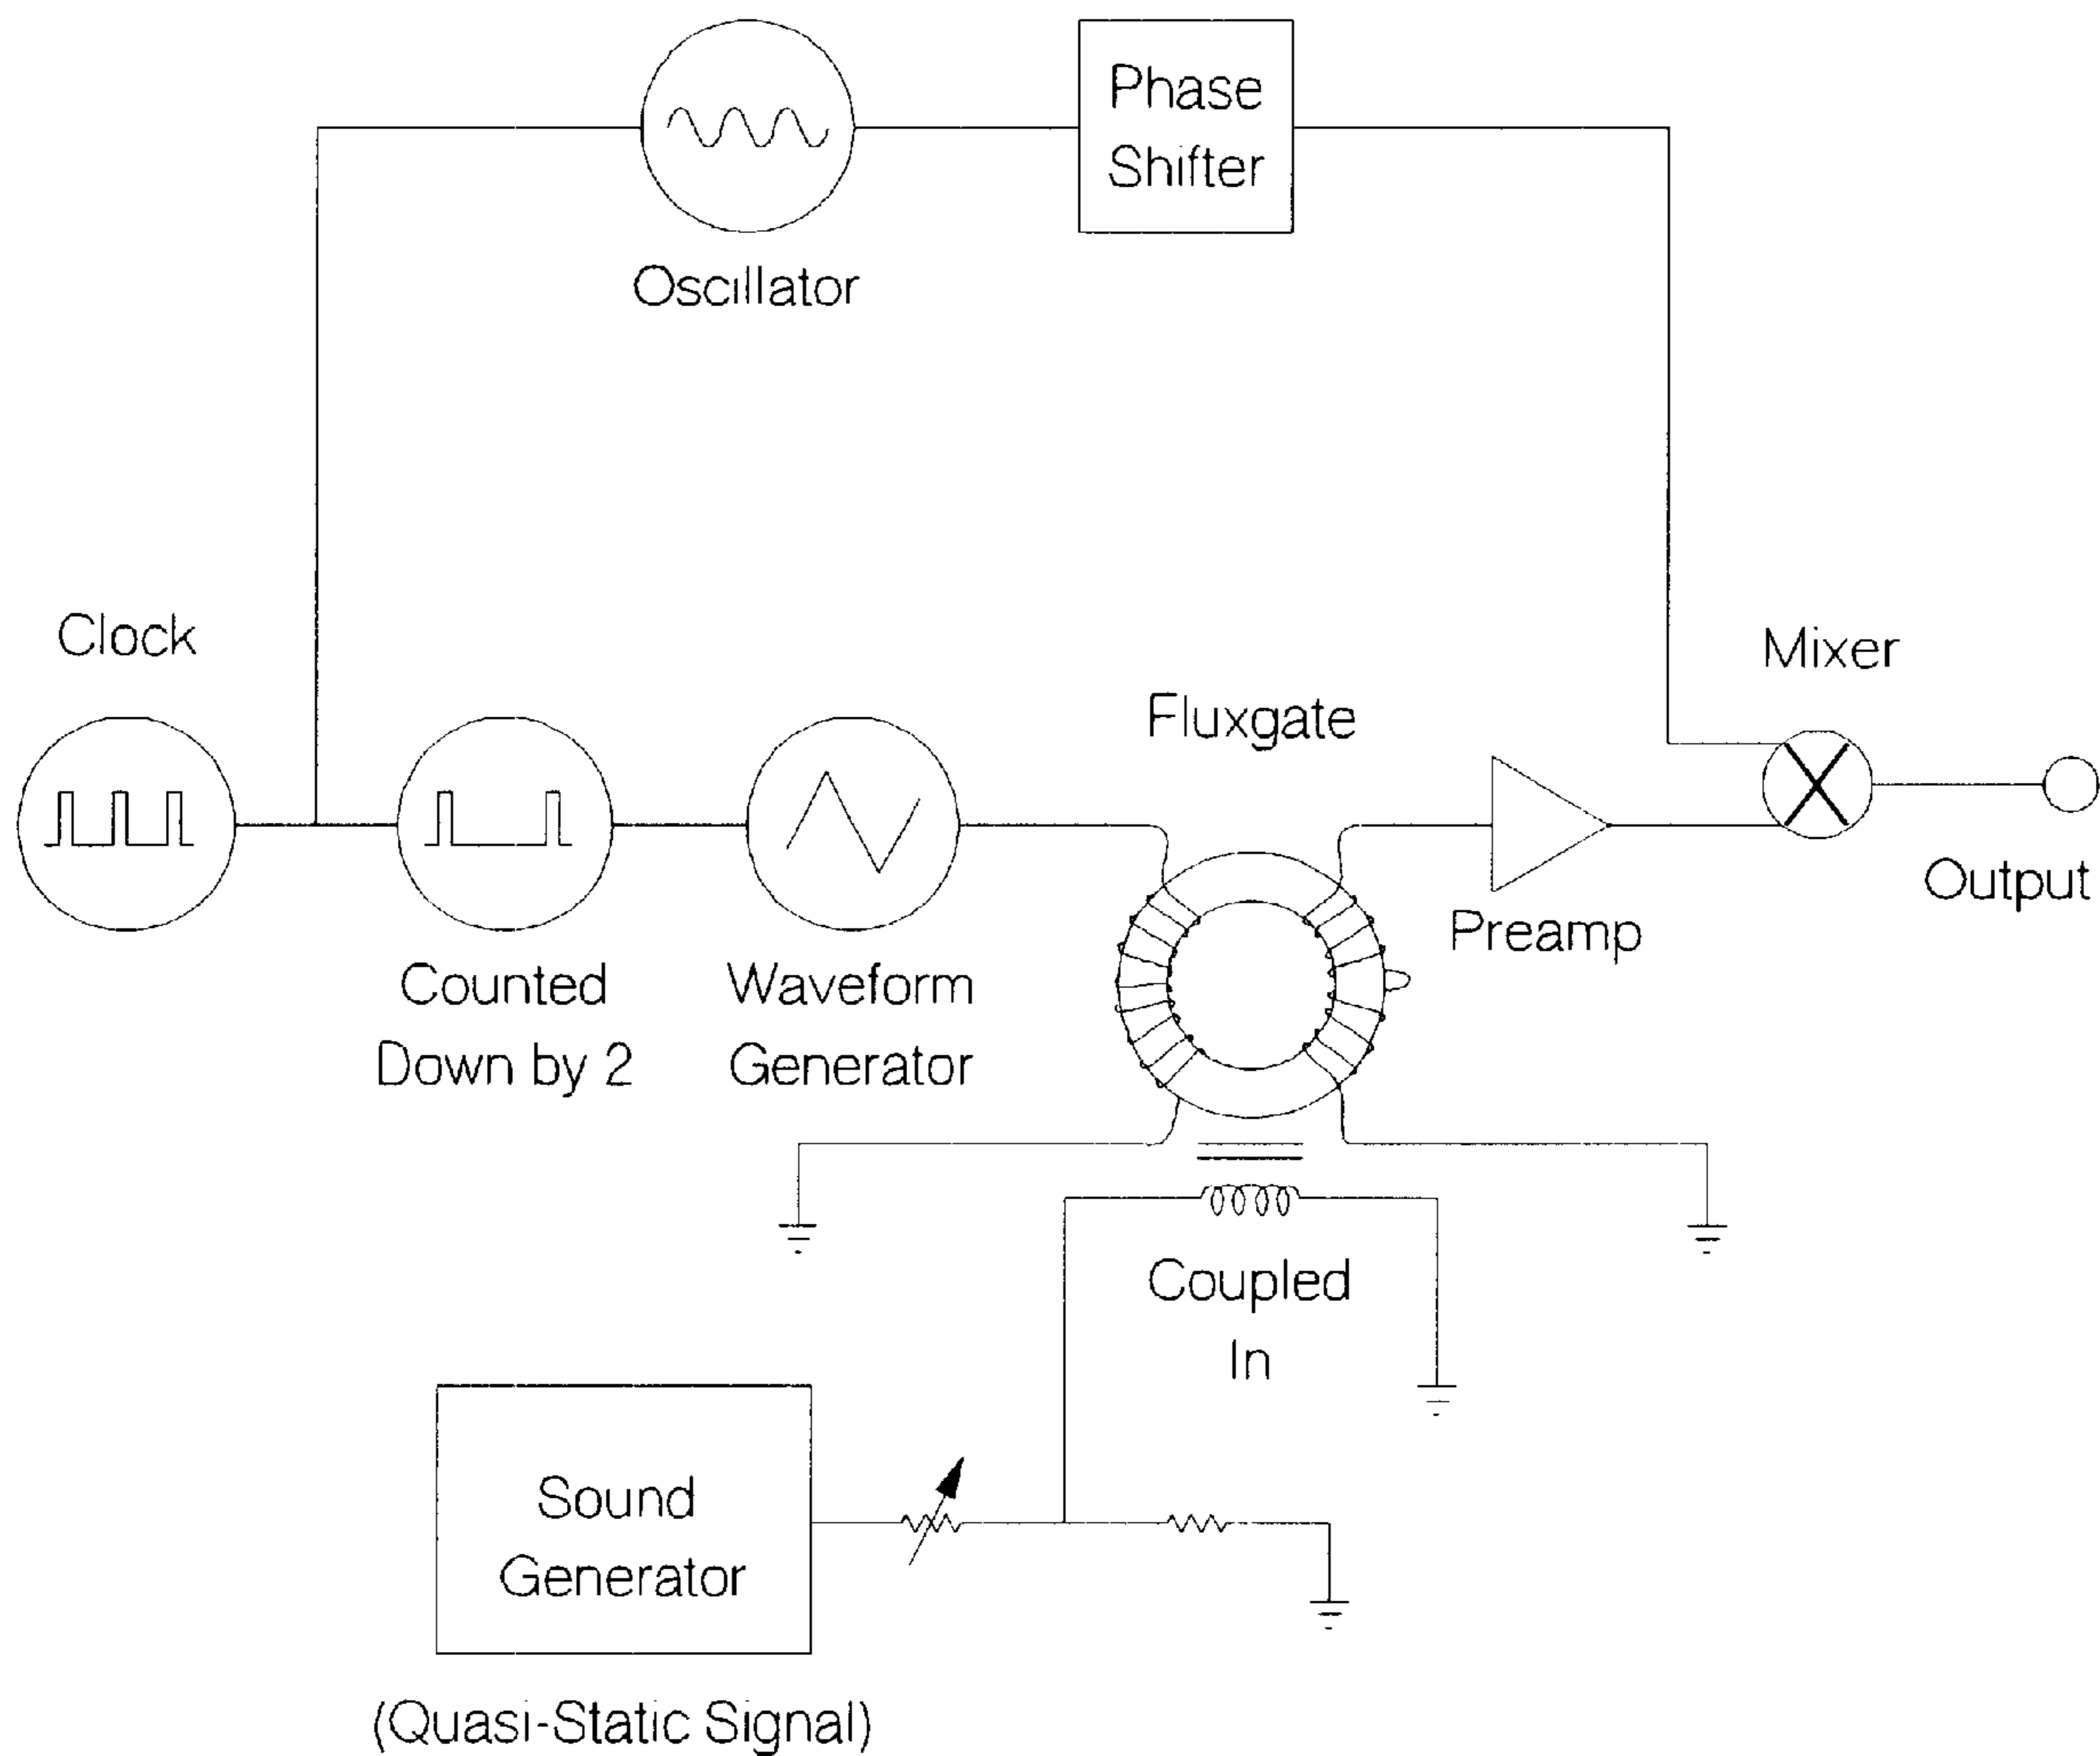 Phase
Shifter
Oscillator
Clock
Mixer
Fluxgate
Output
Preamp
Counted
Down by 2
Waveform
Generator
Coupled
In
Sound
Generator
(Quasi-Static Signal)